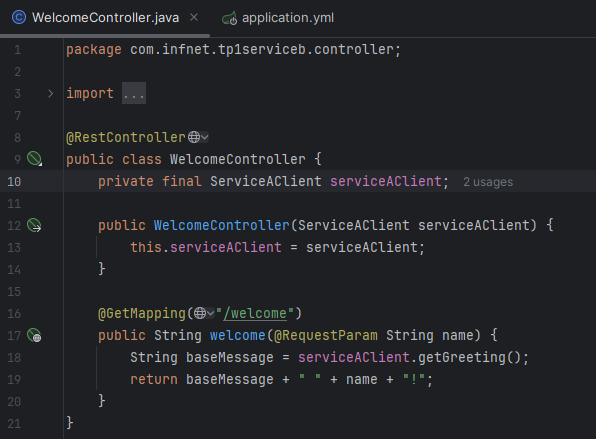 WelcomeController.java × application.yml
1 package com.infnet.tp1serviceb.controller;
2
3 import ...
7
8 @RestController
9 public class WelcomeController {
10 private final ServiceAClient serviceAClient; 2 usages
11
12 public WelcomeController(ServiceAClient serviceAClient) {
13 this.serviceAClient = serviceAClient;
14 }
15
16 @GetMapping("/welcome")
17 public String welcome(@RequestParam String name) {
18 String baseMessage = serviceAClient.getGreeting();
19 return baseMessage + " " + name + "!";
20 }
21 }